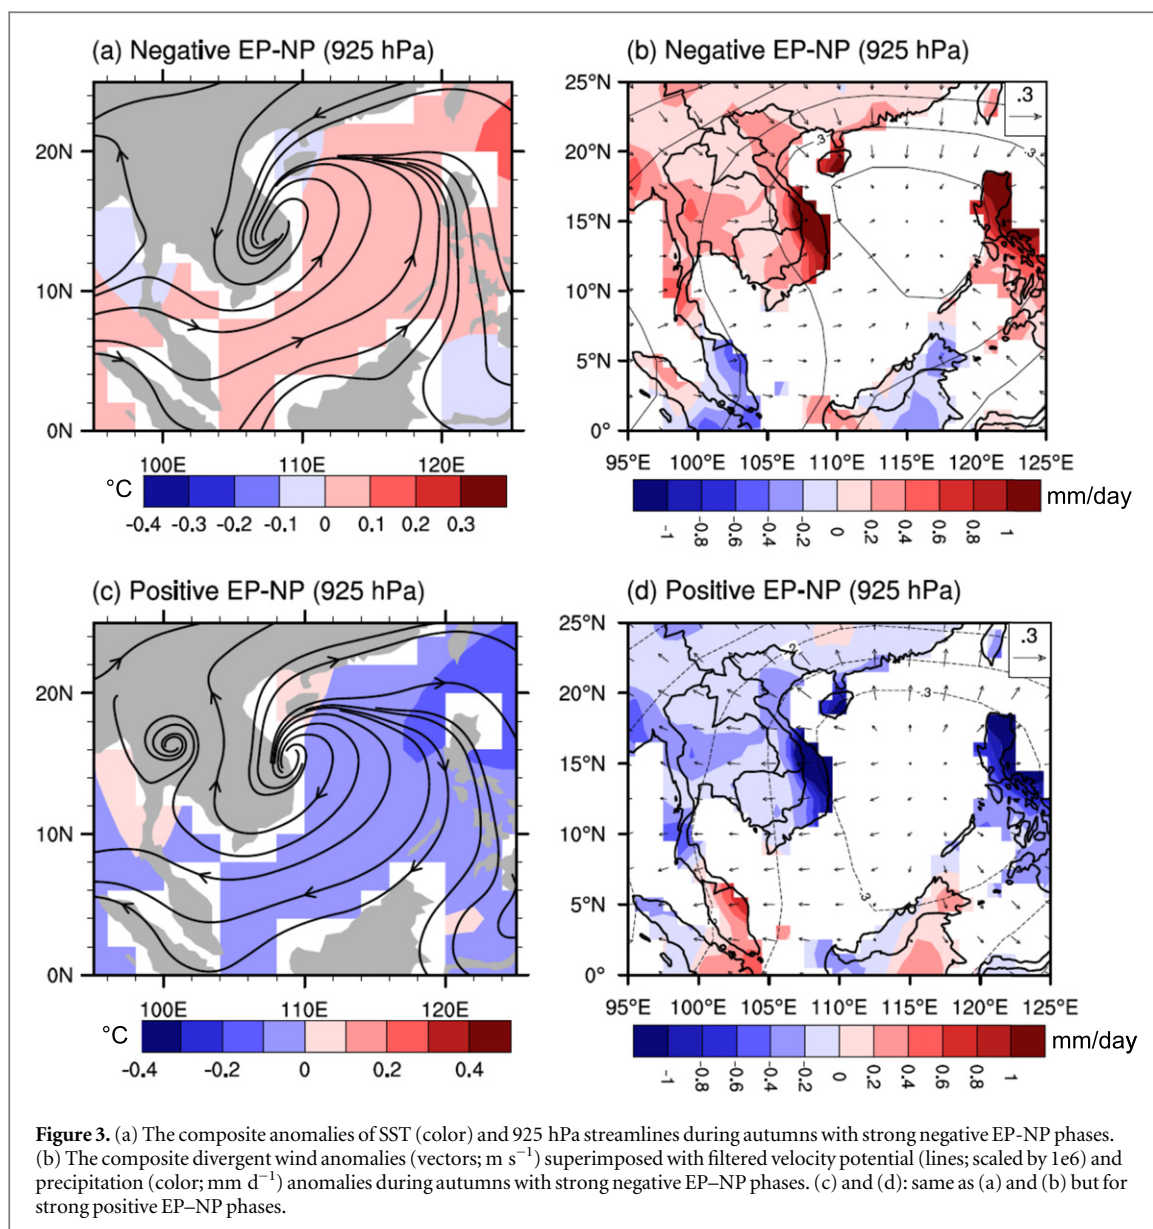 (a) Negative EP-NP (925 hPa)
20N
10N
0N
100E 110E 120E
°C
-0.4 -0.3 -0.2 -0.1 0 0.1 0.2 0.3
(b) Negative EP-NP (925 hPa)
25°N
20°N
15°N
10°N
5°N
0°
.3
.3
.3
95°E 100°E 105°E 110°E 115°E 120°E 125°E
mm/day
-1 -0.8 -0.6 -0.4 -0.2 0 0.2 0.4 0.6 0.8 1
(c) Positive EP-NP (925 hPa)
20N
10N
0N
100E 110E 120E
°C
-0.4 -0.2 0 0.2 0.4
(d) Positive EP-NP (925 hPa)
25°N
20°N
15°N
10°N
5°N
0°
.3
.2
.3
.3
95°E 100°E 105°E 110°E 115°E 120°E 125°E
mm/day
-1 -0.8 -0.6 -0.4 -0.2 0 0.2 0.4 0.6 0.8 1
Figure 3. (a) The composite anomalies of SST (color) and 925 hPa streamlines during autumns with strong negative EP-NP phases.
(b) The composite divergent wind anomalies (vectors; m s⁻¹) superimposed with filtered velocity potential (lines; scaled by 1e6) and
precipitation (color; mm d⁻¹) anomalies during autumns with strong negative EP–NP phases. (c) and (d): same as (a) and (b) but for
strong positive EP–NP phases.